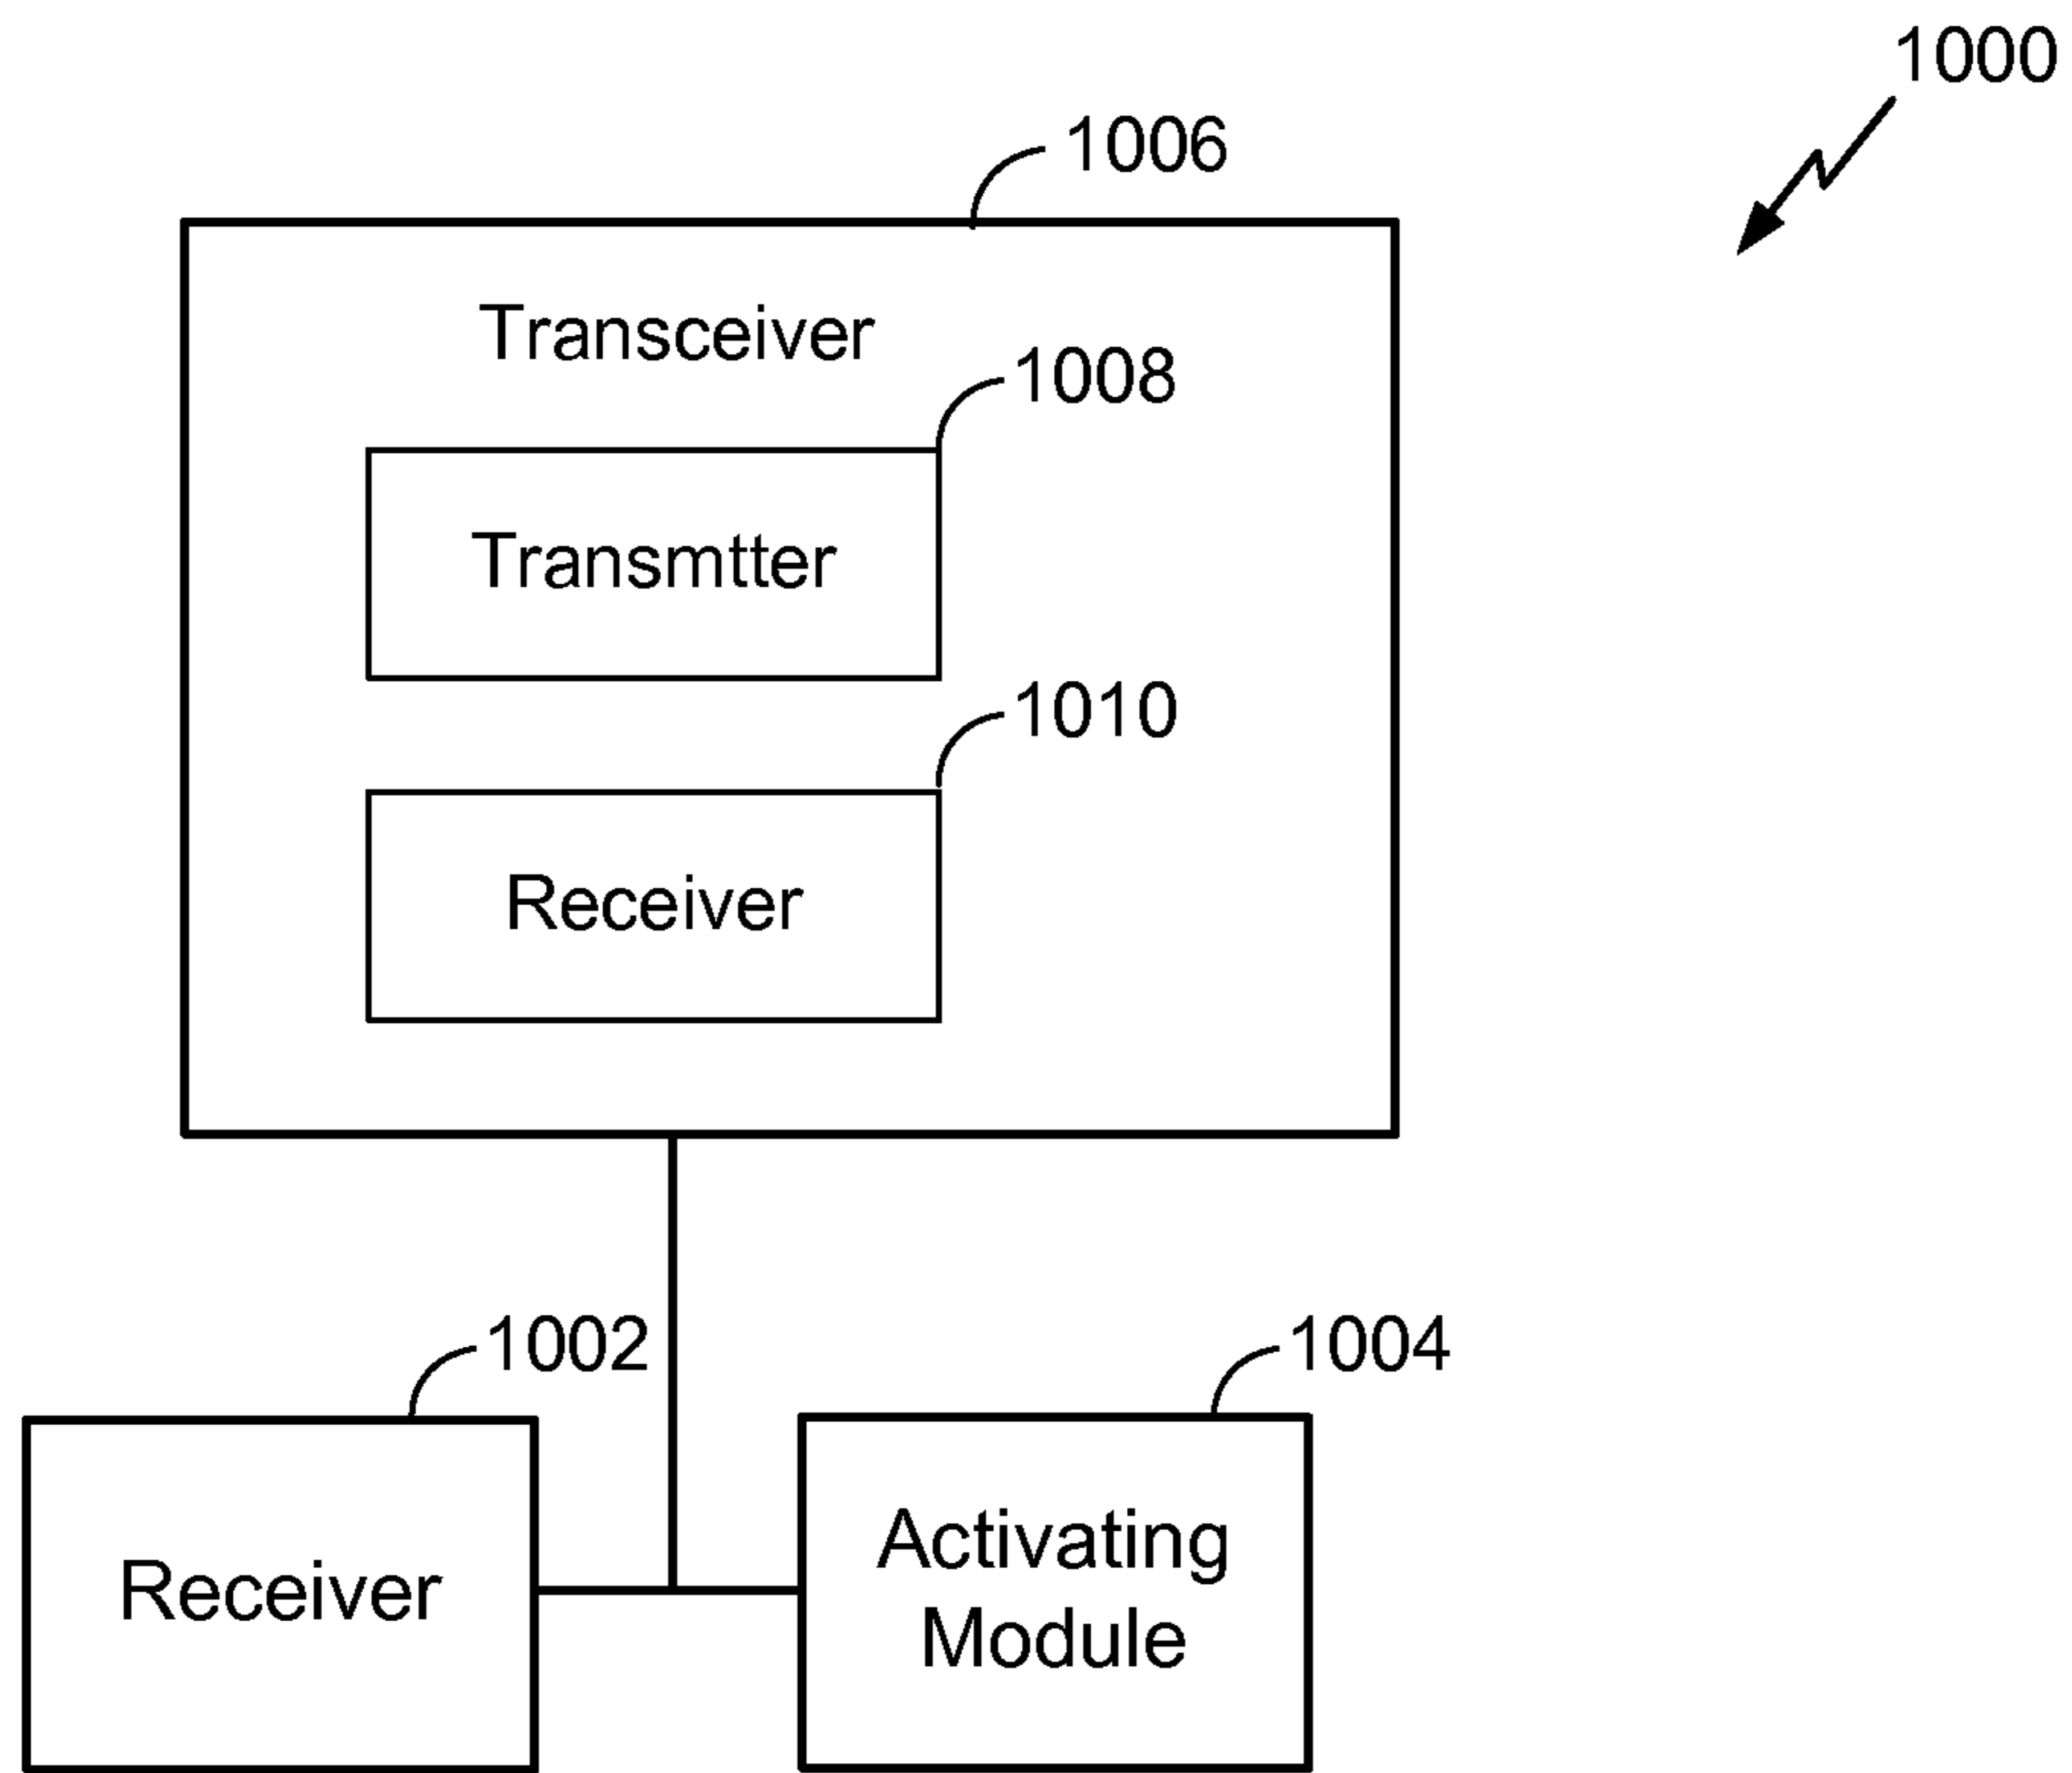 1000
1006
Transceiver
1008
Transmtter
1010
Receiver
1002
1004
Receiver
Activating
Module